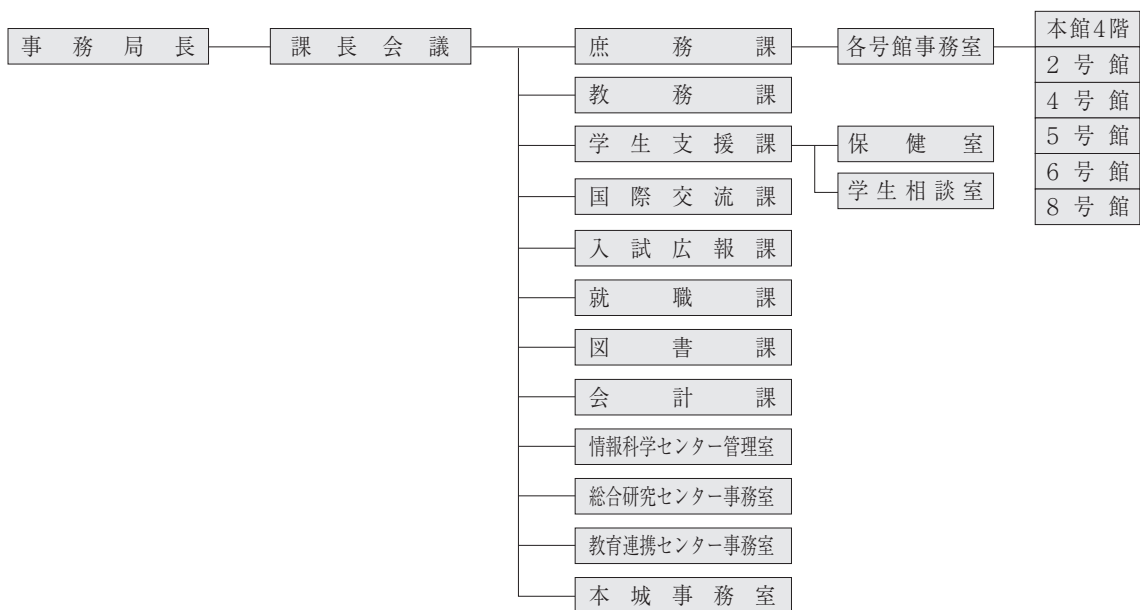 事務局長
課長会議
庶務課
各号館事務室
本館4階
2号館
4号館
5号館
6号館
8号館
教務課
学生支援課
保健室
学生相談室
国際交流課
入試広報課
就職課
図書課
会計課
情報科学センター管理室
総合研究センター事務室
教育連携センター事務室
本城事務室